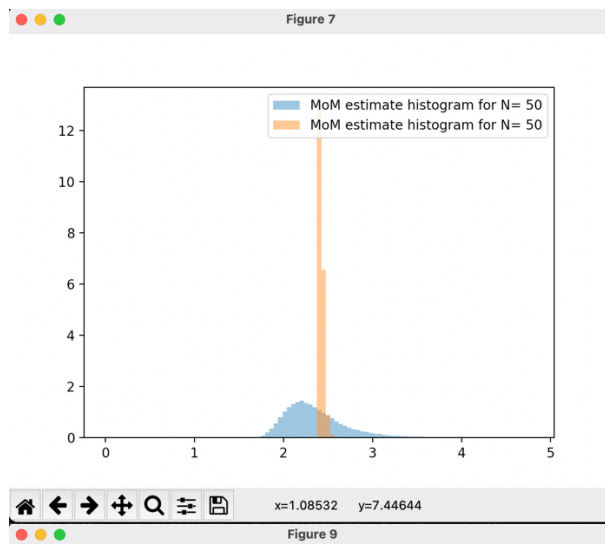 Figure 7
MoM estimate histogram for N= 50
MoM estimate histogram for N= 50
12
10
8
6
4
2
0
0 1 2 3 4 5
x=1.08532 y=7.44644
Figure 9